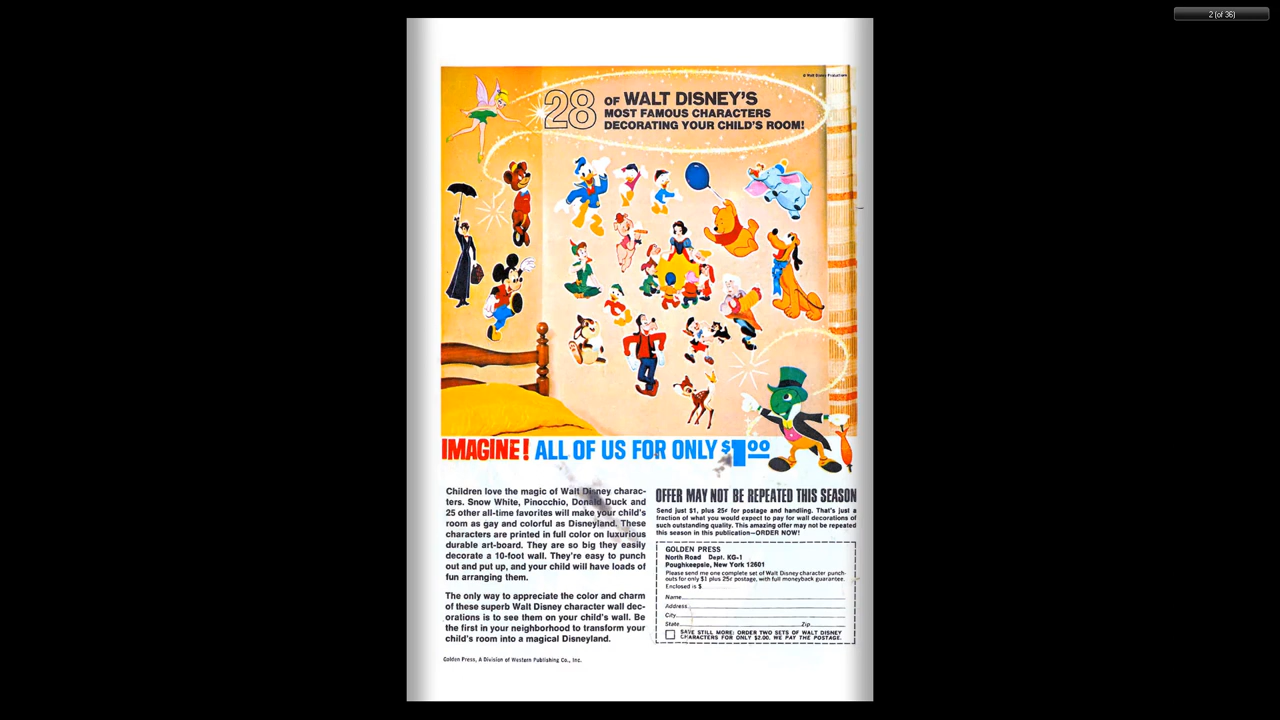 2 (of 36)
© Walt Disney Productions
28 OF WALT DISNEY'S
MOST FAMOUS CHARACTERS
DECORATING YOUR CHILD'S ROOM!
IMAGINE! ALL OF US FOR ONLY $1.00
Children love the magic of Walt Disney charac-
ters. Snow White, Pinocchio, Donald Duck and
25 other all-time favorites will make your child's
room as gay and colorful as Disneyland. These
characters are printed in full color on luxurious
durable art-board. They are so big they easily
decorate a 10-foot wall. They're easy to punch
out and put up, and your child will have loads of
fun arranging them.
The only way to appreciate the color and charm
of these superb Walt Disney character wall dec-
orations is to see them on your child's wall. Be
the first in your neighborhood to transform your
child's room into a magical Disneyland.
Golden Press, A Division of Western Publishing Co., Inc.
OFFER MAY NOT BE REPEATED THIS SEASON
Send just $1, plus 25¢ for postage and handling. That's just a
fraction of what you would expect to pay for wall decorations of
such outstanding quality. This amazing offer may not be repeated
this season in this publication—ORDER NOW!
GOLDEN PRESS
North Road Dept. KG-1
Poughkeepsie, New York 12601
Please send me one complete set of Walt Disney character punch-
outs for only $1 plus 25¢ postage, with full moneyback guarantee.
Enclosed is $
Name
Address
City
State Zip
SAVE STILL MORE: ORDER TWO SETS OF WALT DISNEY
CHARACTERS FOR ONLY $2.00. WE PAY THE POSTAGE.